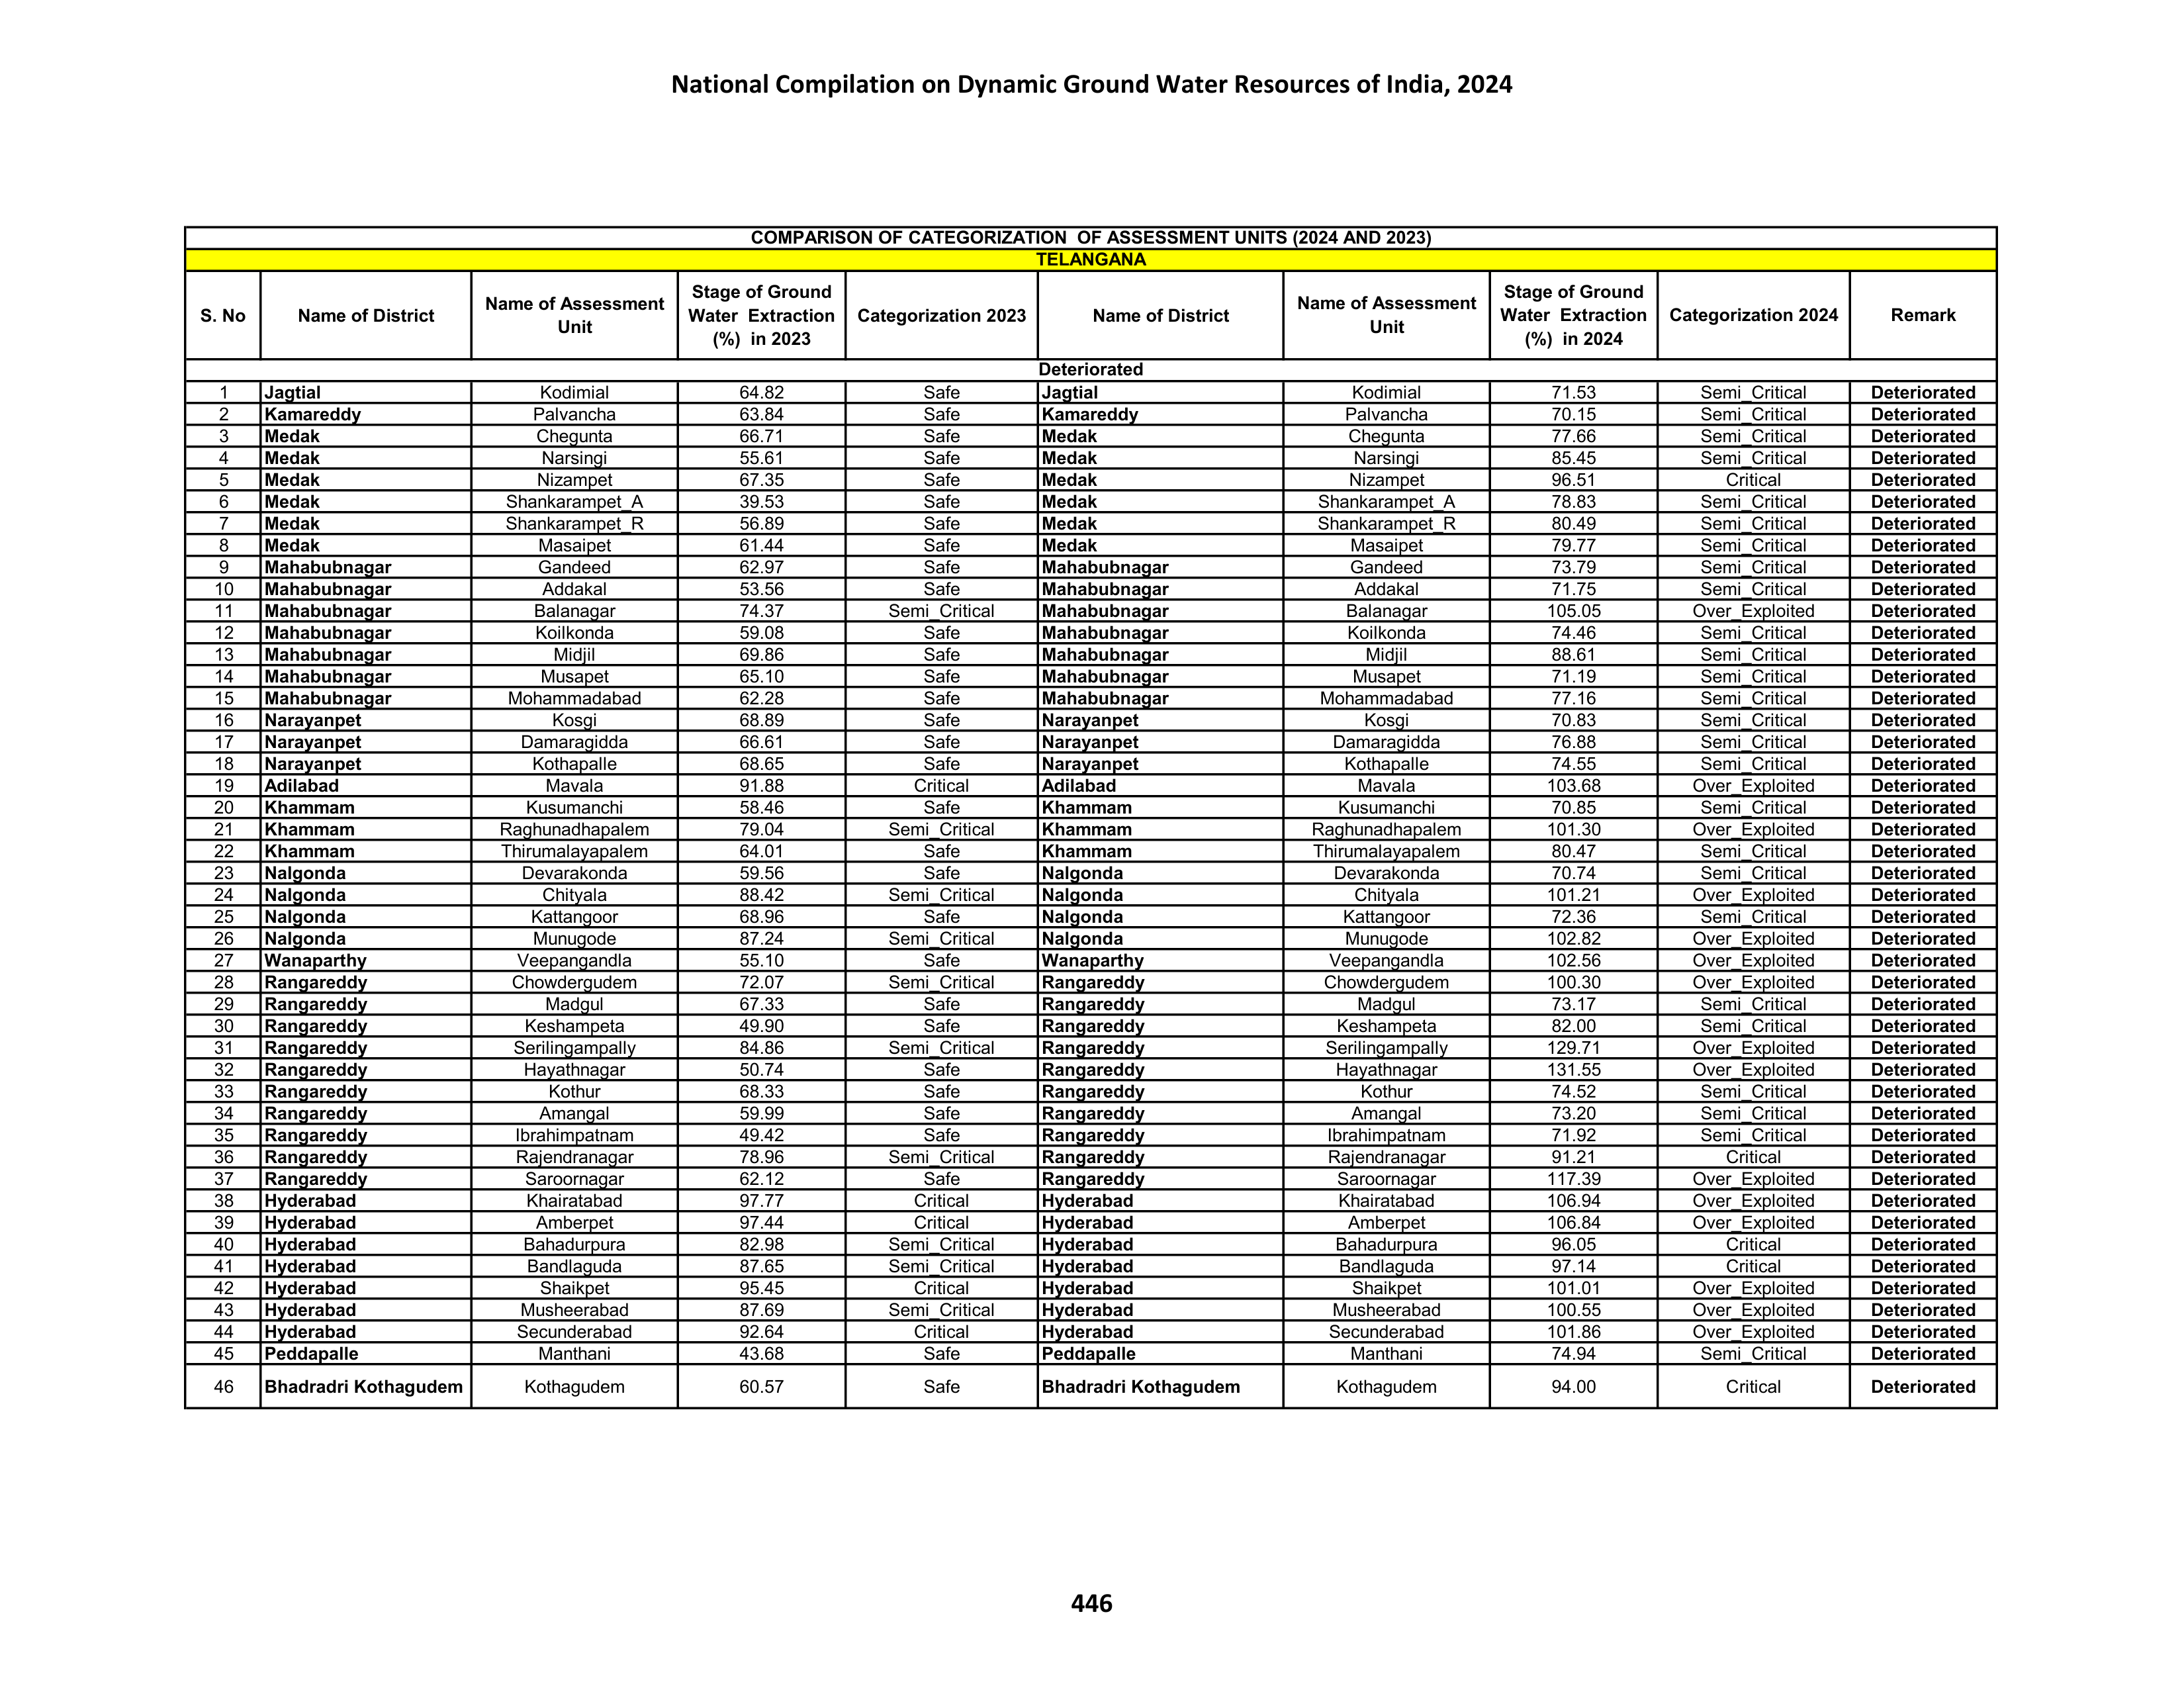 National Compilation on Dynamic Ground Water Resources of India, 2024
COMPARISON OF CATEGORIZATION OF ASSESSMENT UNITS (2024 AND 2023)
TELANGANA
S. No Name of District Name of Assessment Unit Stage of Ground Water Extraction (%) in 2023 Categorization 2023 Name of District Name of Assessment Unit Stage of Ground Water Extraction (%) in 2024 Categorization 2024 Remark
Deteriorated
1 Jagtial Kodimial 64.82 Safe Jagtial Kodimial 71.53 Semi_Critical Deteriorated
2 Kamareddy Palvancha 63.84 Safe Kamareddy Palvancha 70.15 Semi_Critical Deteriorated
3 Medak Chegunta 66.71 Safe Medak Chegunta 77.66 Semi_Critical Deteriorated
4 Medak Narsingi 55.61 Safe Medak Narsingi 85.45 Semi_Critical Deteriorated
5 Medak Nizampet 67.35 Safe Medak Nizampet 96.51 Critical Deteriorated
6 Medak Shankarampet_A 39.53 Safe Medak Shankarampet_A 78.83 Semi_Critical Deteriorated
7 Medak Shankarampet_R 56.89 Safe Medak Shankarampet_R 80.49 Semi_Critical Deteriorated
8 Medak Masaipet 61.44 Safe Medak Masaipet 79.77 Semi_Critical Deteriorated
9 Mahabubnagar Gandeed 62.97 Safe Mahabubnagar Gandeed 73.79 Semi_Critical Deteriorated
10 Mahabubnagar Addakal 53.56 Safe Mahabubnagar Addakal 71.75 Semi_Critical Deteriorated
11 Mahabubnagar Balanagar 74.37 Semi_Critical Mahabubnagar Balanagar 105.05 Over_Exploited Deteriorated
12 Mahabubnagar Koilkonda 59.08 Safe Mahabubnagar Koilkonda 74.46 Semi_Critical Deteriorated
13 Mahabubnagar Midjil 69.86 Safe Mahabubnagar Midjil 88.61 Semi_Critical Deteriorated
14 Mahabubnagar Musapet 65.10 Safe Mahabubnagar Musapet 71.19 Semi_Critical Deteriorated
15 Mahabubnagar Mohammadabad 62.28 Safe Mahabubnagar Mohammadabad 77.16 Semi_Critical Deteriorated
16 Narayanpet Kosgi 68.89 Safe Narayanpet Kosgi 70.83 Semi_Critical Deteriorated
17 Narayanpet Damaragidda 66.61 Safe Narayanpet Damaragidda 76.88 Semi_Critical Deteriorated
18 Narayanpet Kothapalle 68.65 Safe Narayanpet Kothapalle 74.55 Semi_Critical Deteriorated
19 Adilabad Mavala 91.88 Critical Adilabad Mavala 103.68 Over_Exploited Deteriorated
20 Khammam Kusumanchi 58.46 Safe Khammam Kusumanchi 70.85 Semi_Critical Deteriorated
21 Khammam Raghunadhapalem 79.04 Semi_Critical Khammam Raghunadhapalem 101.30 Over_Exploited Deteriorated
22 Khammam Thirumalayapalem 64.01 Safe Khammam Thirumalayapalem 80.47 Semi_Critical Deteriorated
23 Nalgonda Devarakonda 59.56 Safe Nalgonda Devarakonda 70.74 Semi_Critical Deteriorated
24 Nalgonda Chityala 88.42 Semi_Critical Nalgonda Chityala 101.21 Over_Exploited Deteriorated
25 Nalgonda Kattangoor 68.96 Safe Nalgonda Kattangoor 72.36 Semi_Critical Deteriorated
26 Nalgonda Munugode 87.24 Semi_Critical Nalgonda Munugode 102.82 Over_Exploited Deteriorated
27 Wanaparthy Veepangandla 55.10 Safe Wanaparthy Veepangandla 102.56 Over_Exploited Deteriorated
28 Rangareddy Chowdergudem 72.07 Semi_Critical Rangareddy Chowdergudem 100.30 Over_Exploited Deteriorated
29 Rangareddy Madgul 67.33 Safe Rangareddy Madgul 73.17 Semi_Critical Deteriorated
30 Rangareddy Keshampeta 49.90 Safe Rangareddy Keshampeta 82.00 Semi_Critical Deteriorated
31 Rangareddy Serilingampally 84.86 Semi_Critical Rangareddy Serilingampally 129.71 Over_Exploited Deteriorated
32 Rangareddy Hayathnagar 50.74 Safe Rangareddy Hayathnagar 131.55 Over_Exploited Deteriorated
33 Rangareddy Kothur 68.33 Safe Rangareddy Kothur 74.52 Semi_Critical Deteriorated
34 Rangareddy Amangal 59.99 Safe Rangareddy Amangal 73.20 Semi_Critical Deteriorated
35 Rangareddy Ibrahimpatnam 49.42 Safe Rangareddy Ibrahimpatnam 71.92 Semi_Critical Deteriorated
36 Rangareddy Rajendranagar 78.96 Semi_Critical Rangareddy Rajendranagar 91.21 Critical Deteriorated
37 Rangareddy Saroornagar 62.12 Safe Rangareddy Saroornagar 117.39 Over_Exploited Deteriorated
38 Hyderabad Khairatabad 97.77 Critical Hyderabad Khairatabad 106.94 Over_Exploited Deteriorated
39 Hyderabad Amberpet 97.44 Critical Hyderabad Amberpet 106.84 Over_Exploited Deteriorated
40 Hyderabad Bahadurpura 82.98 Semi_Critical Hyderabad Bahadurpura 96.05 Critical Deteriorated
41 Hyderabad Bandlaguda 87.65 Semi_Critical Hyderabad Bandlaguda 97.14 Critical Deteriorated
42 Hyderabad Shaikpet 95.45 Critical Hyderabad Shaikpet 101.01 Over_Exploited Deteriorated
43 Hyderabad Musheerabad 87.69 Semi_Critical Hyderabad Musheerabad 100.55 Over_Exploited Deteriorated
44 Hyderabad Secunderabad 92.64 Critical Hyderabad Secunderabad 101.86 Over_Exploited Deteriorated
45 Peddapalle Manthani 43.68 Safe Peddapalle Manthani 74.94 Semi_Critical Deteriorated
46 Bhadradri Kothagudem Kothagudem 60.57 Safe Bhadradri Kothagudem Kothagudem 94.00 Critical Deteriorated
446